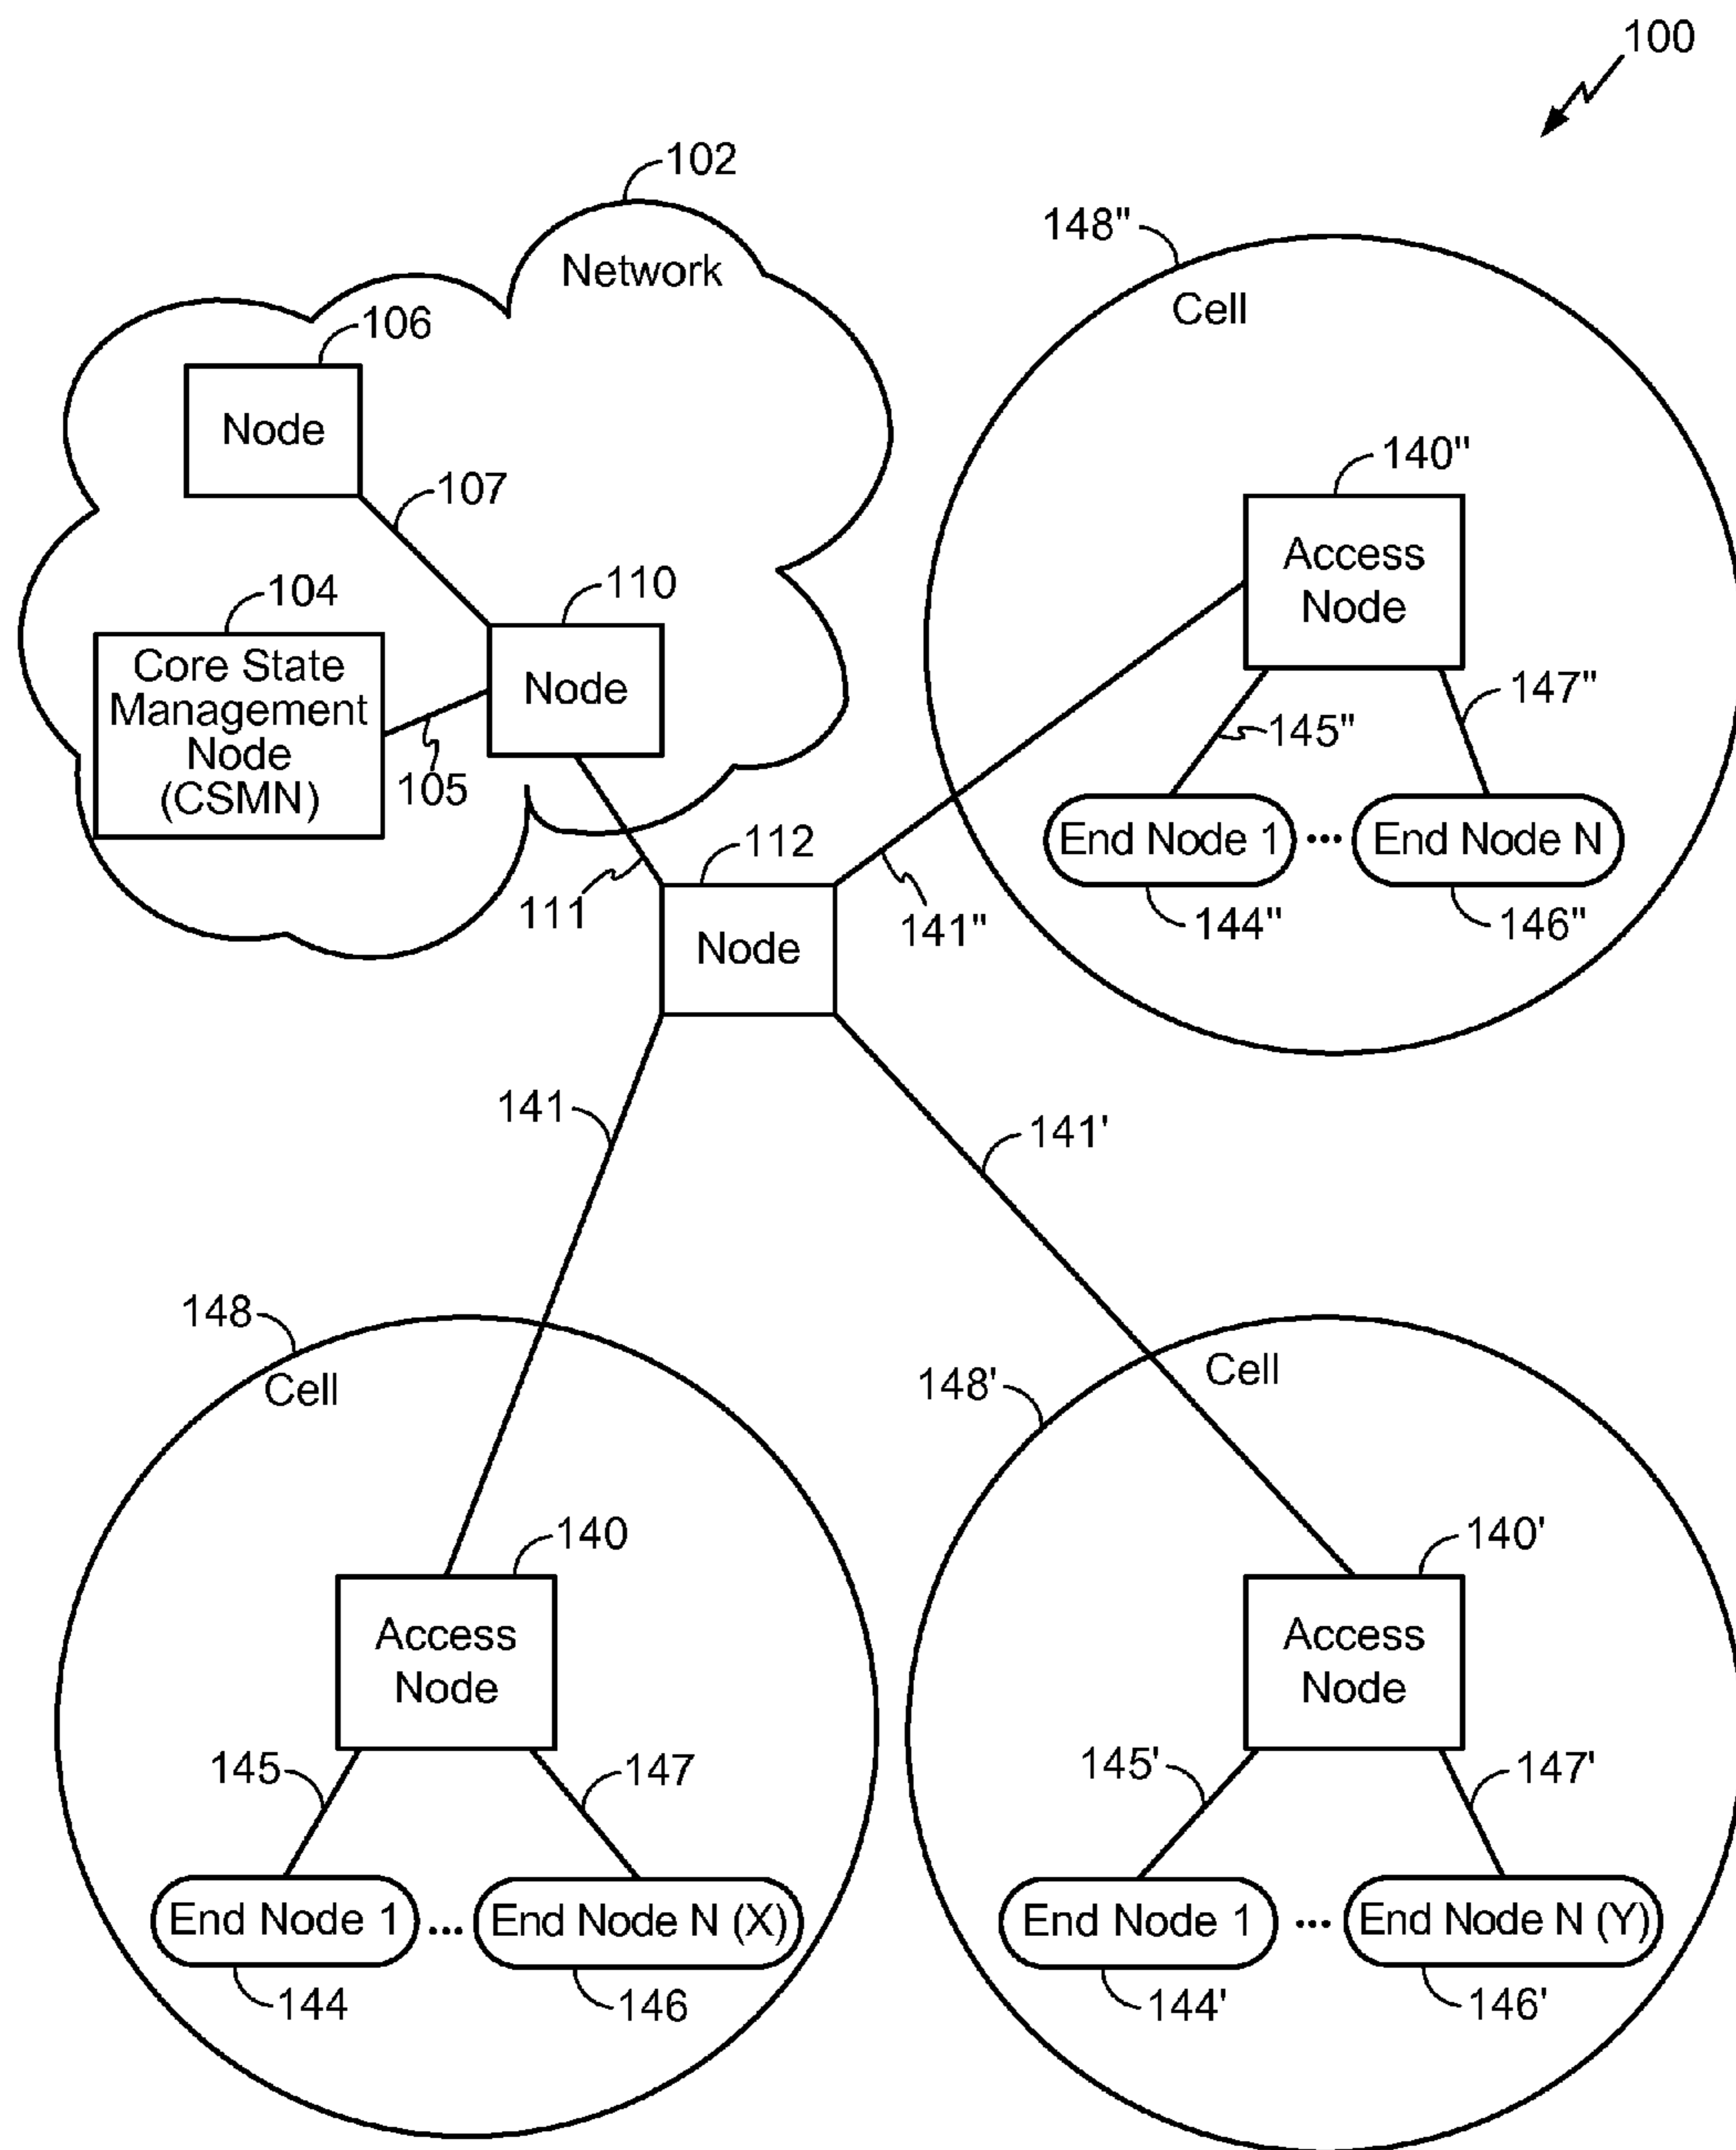 100
102
Network
148"
Cell
106
Node
107
140"
Access
Node
104
110
Core State
Management
Node
(CSMN)
Node
105
147"
145"
End Node 1 ••• End Node N
144"
146"
111
112
Node
141"
141
141'
148
Cell
148'
Cell
140
Access
Node
140'
Access
Node
145
147
145'
147'
End Node 1 ••• End Node N (X)
End Node 1 ••• End Node N (Y)
144
146
144'
146'